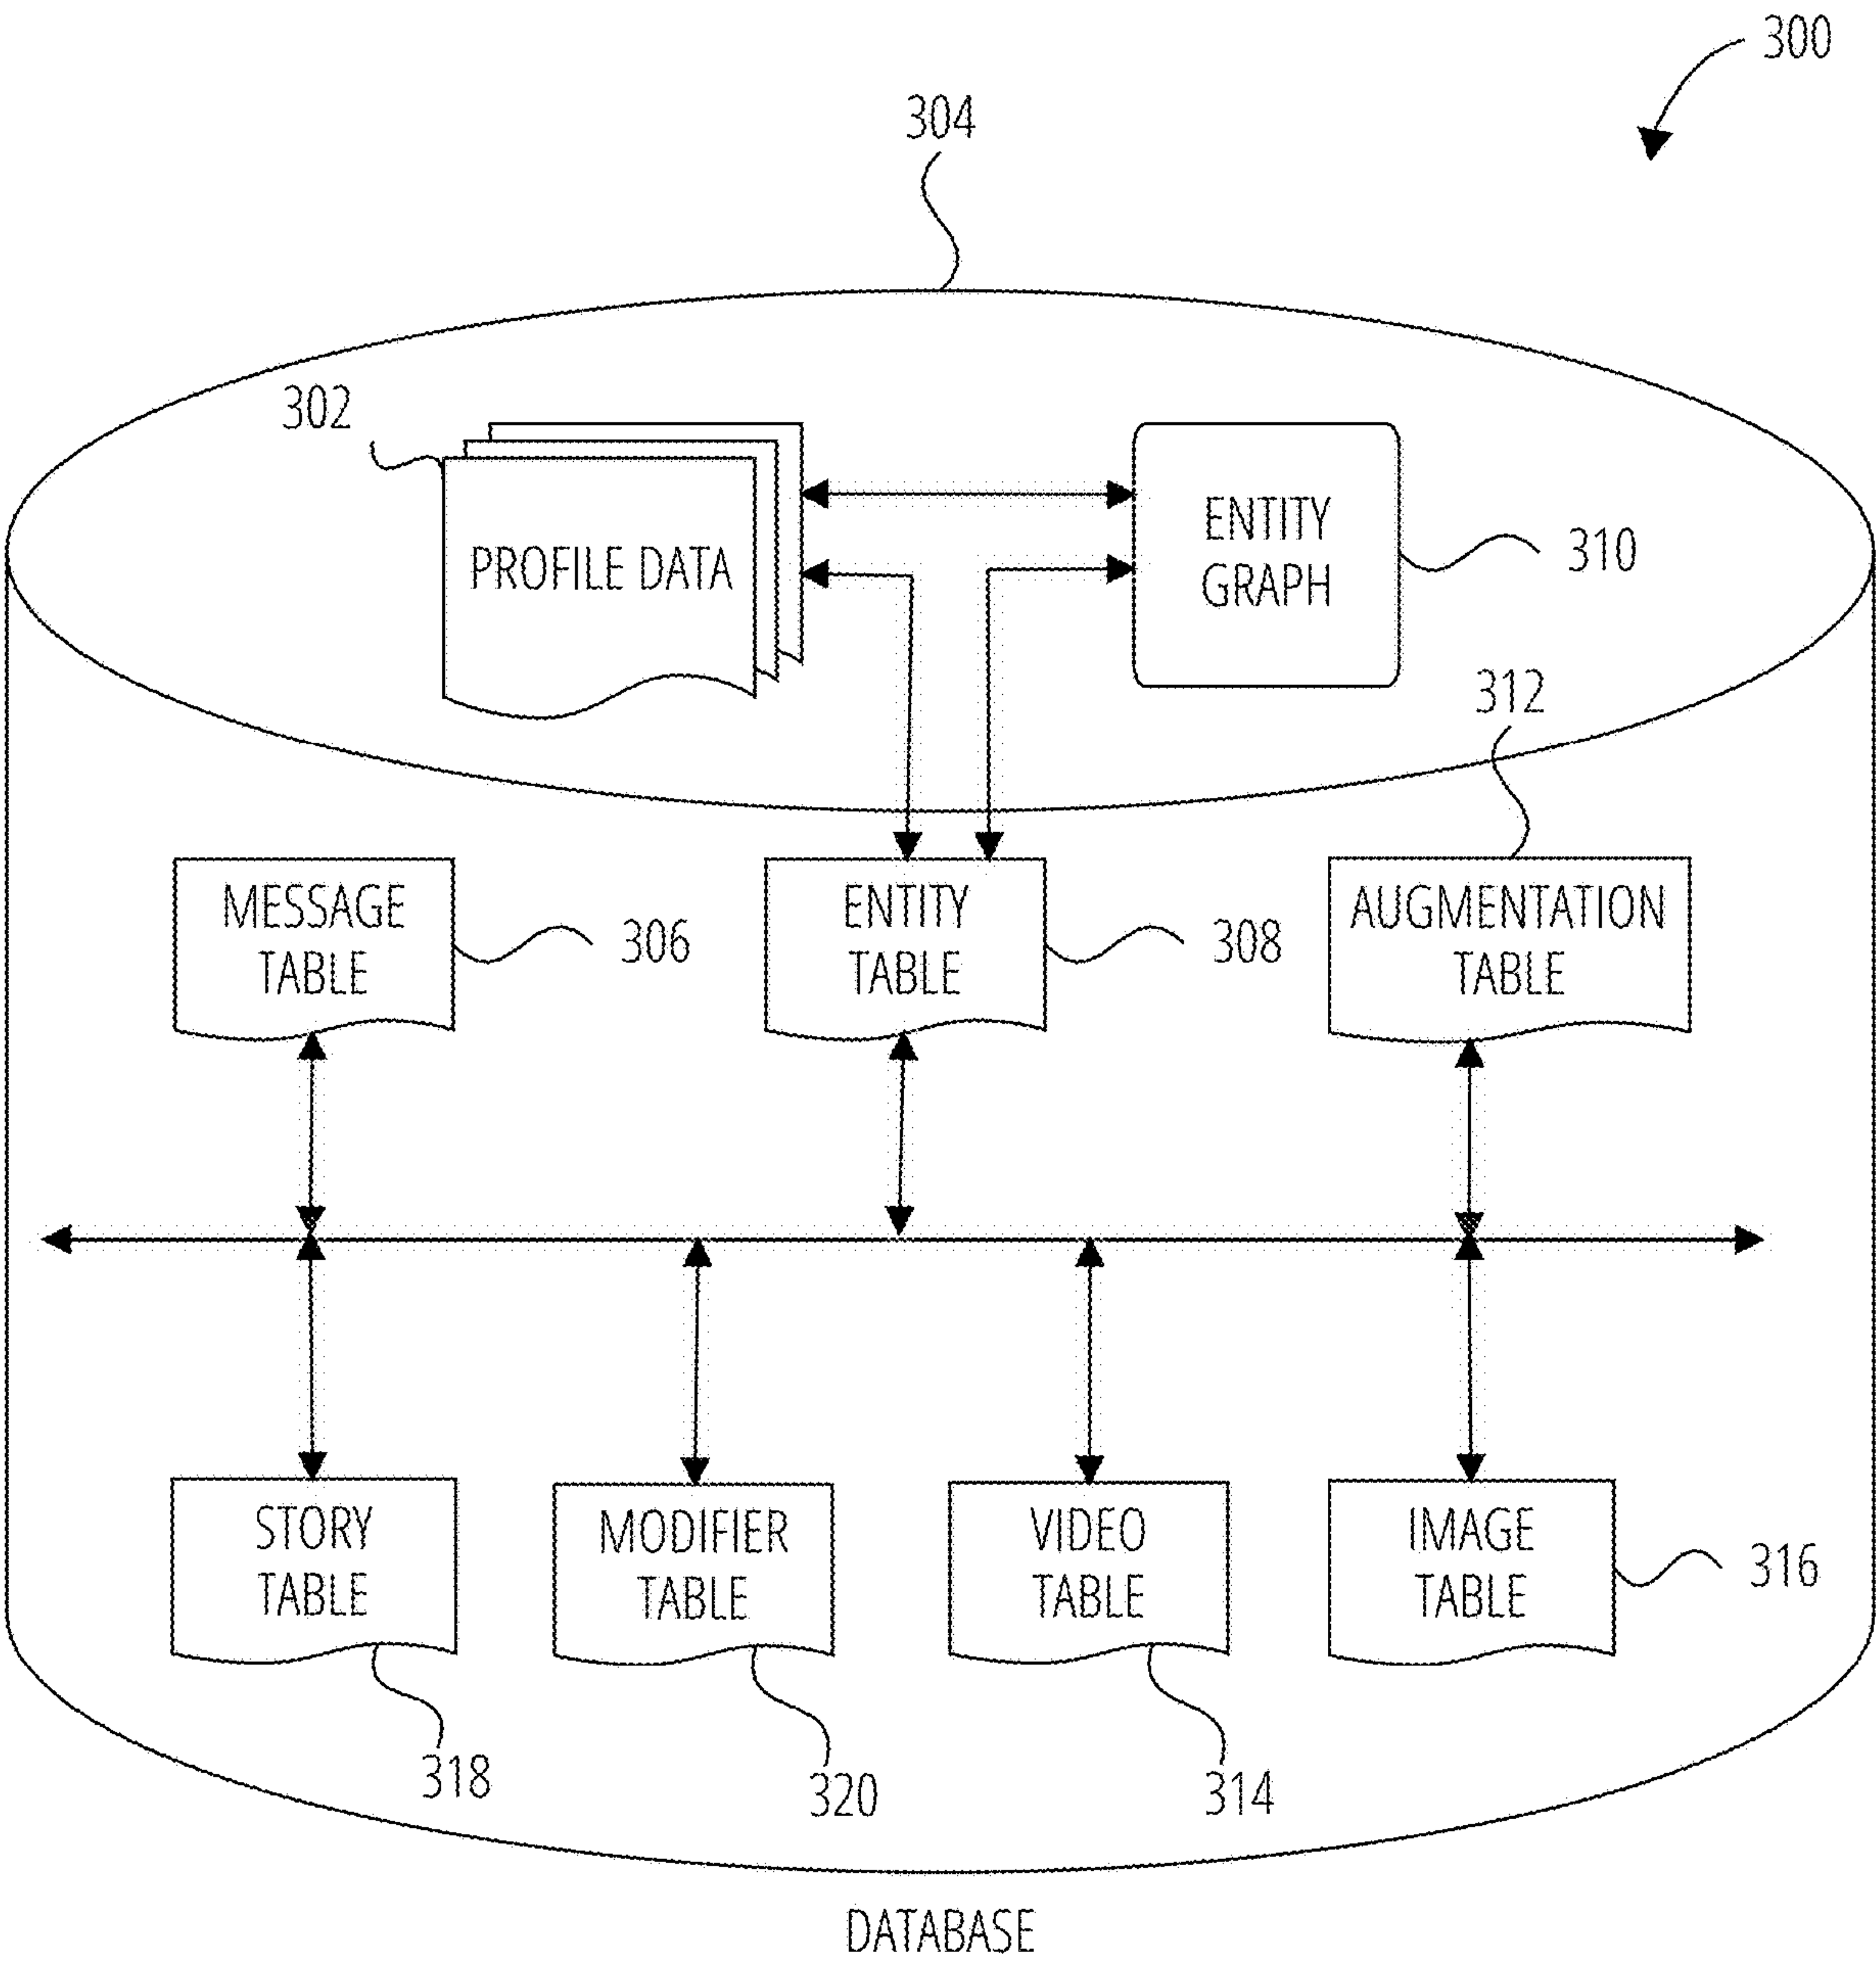 300
304
302
PROFILE DATA
ENTITY
GRAPH
310
312
MESSAGE
TABLE
306
ENTITY
TABLE
308
AUGMENTATION
TABLE
STORY
TABLE
MODIFIER
TABLE
VIDEO
TABLE
IMAGE
TABLE
316
318
320
314
DATABASE